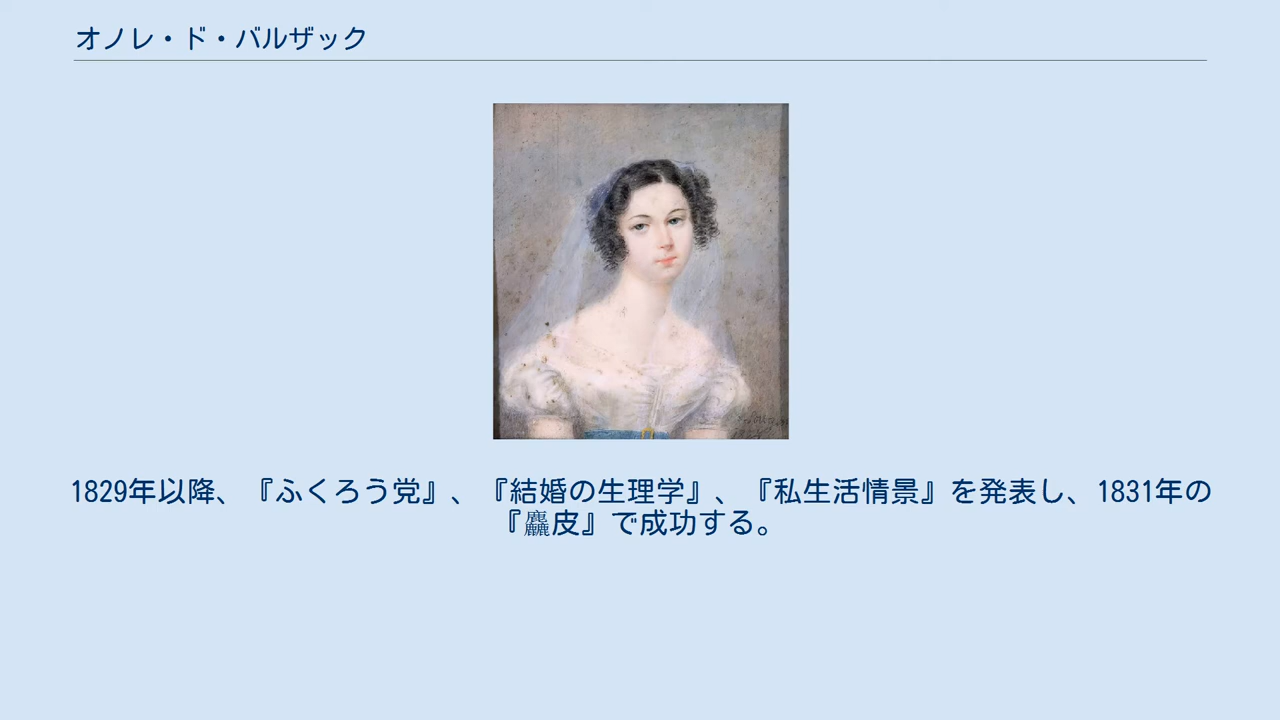 オノレ・ド・バルザック
1829年以降、『ふくろう党』、『結婚の生理学』、『私生活情景』を発表し、1831年の
『麤皮』で成功する。